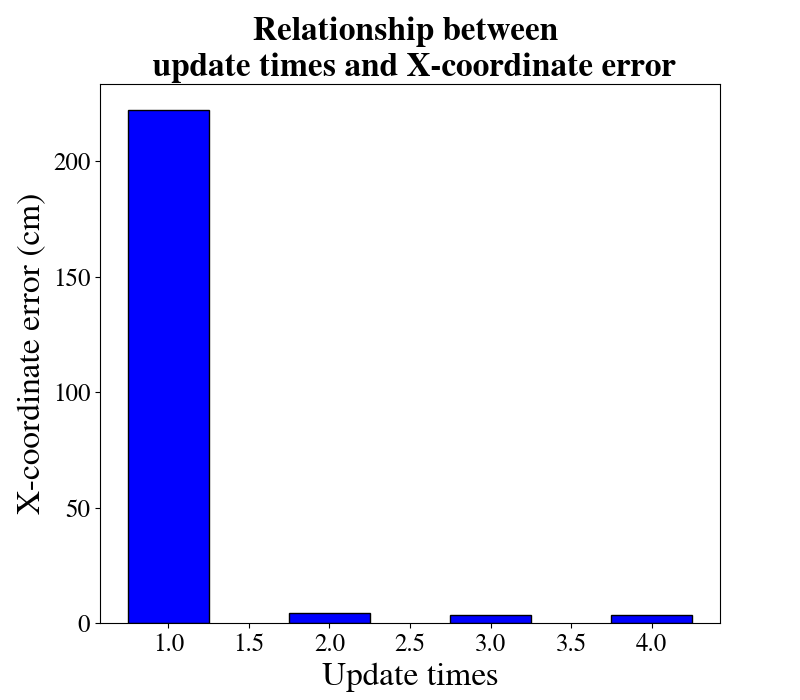 Relationship between
update times and X-coordinate error
X-coordinate error (cm)
200
150
100
50
0
1.0 1.5 2.0 2.5 3.0 3.5 4.0
Update times